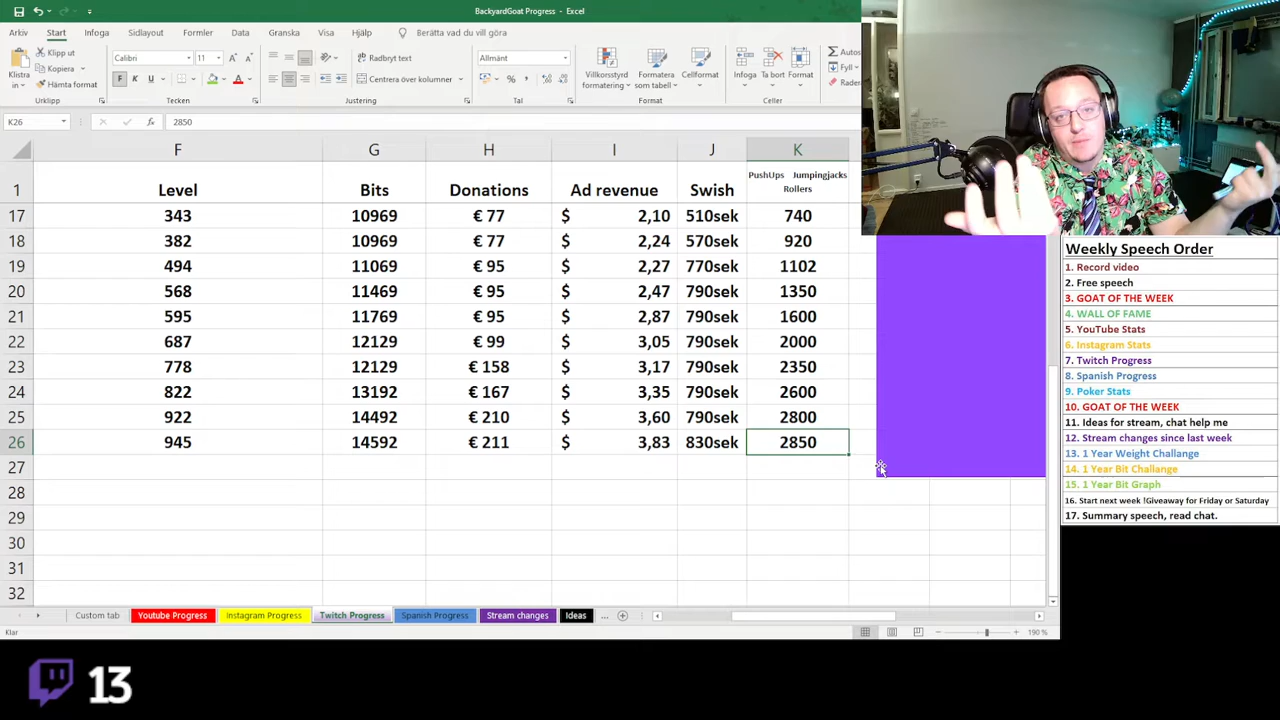 BackyardGoat Progress - Excel
Arkiv Start Infoga Sidlayout Formler Data Granska Visa Hjälp Berätta vad du vill göra
Klistra in
Klipp ut
Kopiera
Hämta format
Urklipp
Calibri 11
F K U
Tecken
Radbryt text
Centrera över kolumner
Justering
Allmänt
Tal
Villkorsstyrd formatering
Formatera som tabell
Cellformat
Format
Infoga Ta bort Format
Celler
Autos
Fyll
Rader
K26 fx 2850
F G H I J K
1 Level Bits Donations Ad revenue Swish PushUps Jumpingjacks Rollers
17 343 10969 € 77 $ 2,10 510sek 740
18 382 10969 € 77 $ 2,24 570sek 920
19 494 11069 € 95 $ 2,27 770sek 1102
20 568 11469 € 95 $ 2,47 790sek 1350
21 595 11769 € 95 $ 2,87 790sek 1600
22 687 12129 € 99 $ 3,05 790sek 2000
23 778 12129 € 158 $ 3,17 790sek 2350
24 822 13192 € 167 $ 3,35 790sek 2600
25 922 14492 € 210 $ 3,60 790sek 2800
26 945 14592 € 211 $ 3,83 830sek 2850
27
28
29
30
31
32
Custom tab Youtube Progress Instagram Progress Twitch Progress Spanish Progress Stream changes Ideas ...
Klar 190 %
Weekly Speech Order
1. Record video
2. Free speech
3. GOAT OF THE WEEK
4. WALL OF FAME
5. YouTube Stats
6. Instagram Stats
7. Twitch Progress
8. Spanish Progress
9. Poker Stats
10. GOAT OF THE WEEK
11. Ideas for stream, chat help me
12. Stream changes since last week
13. 1 Year Weight Challange
14. 1 Year Bit Challange
15. 1 Year Bit Graph
16. Start next week !Giveaway for Friday or Saturday
17. Summary speech, read chat.
13